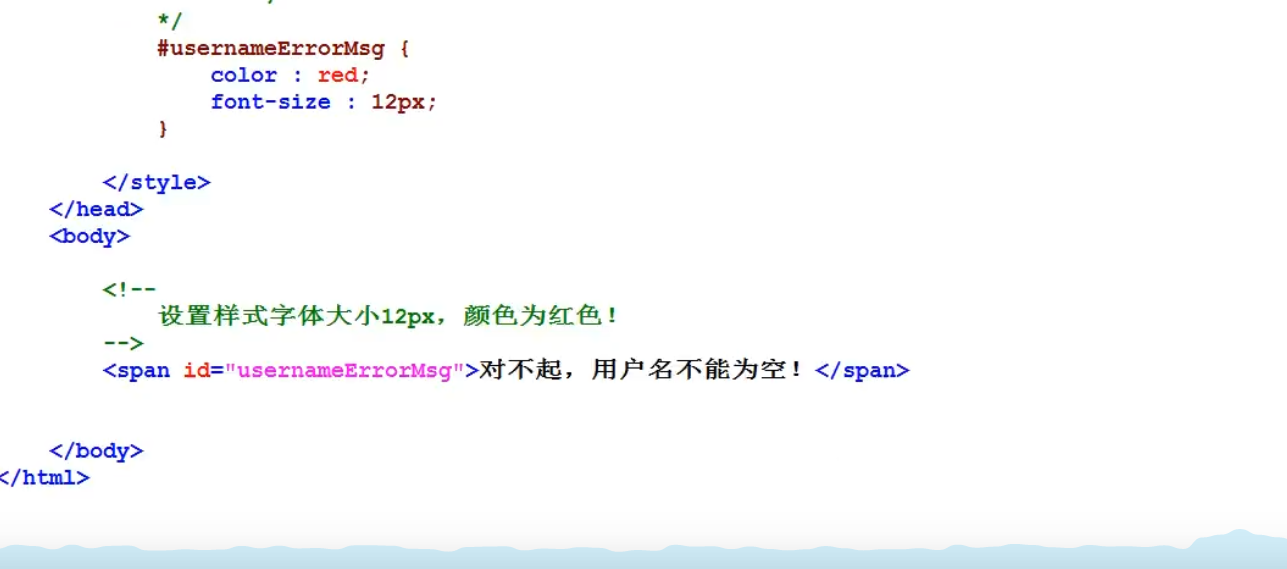 */
#usernameErrorMsg {
color : red;
font-size : 12px;
}
</style>
</head>
<body>
<!--
设置样式字体大小12px，颜色为红色！
-->
<span id="usernameErrorMsg">对不起，用户名不能为空！</span>
</body>
</html>